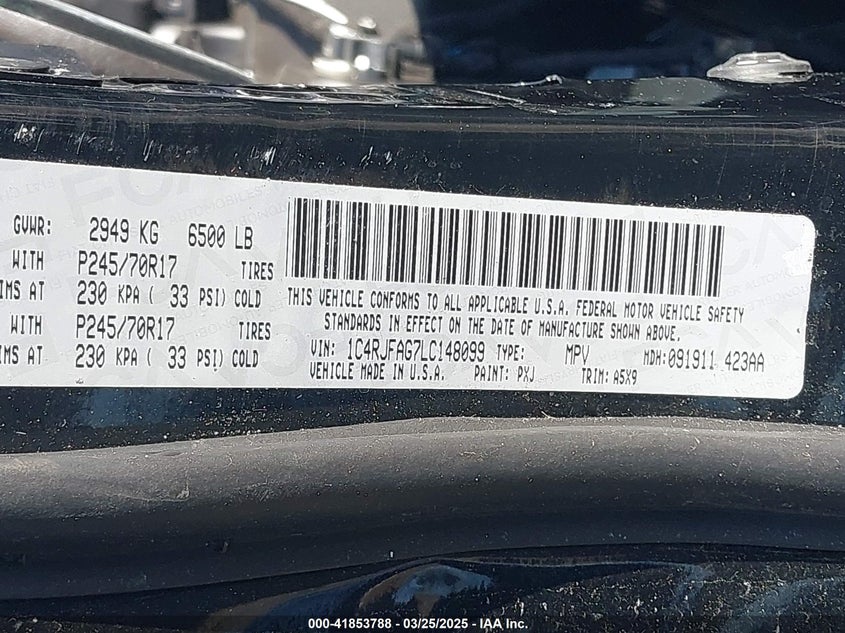 GVWR: 2949 KG 6500 LB
WITH P245/70R17 TIRES
IMS AT 230 KPA ( 33 PSI) COLD
WITH P245/70R17 TIRES
IMS AT 230 KPA ( 33 PSI) COLD
THIS VEHICLE CONFORMS TO ALL APPLICABLE U.S.A. FEDERAL MOTOR VEHICLE SAFETY
STANDARDS IN EFFECT ON THE DATE OF MANUFACTURE SHOWN ABOVE.
VIN: 1C4RJFAG7LC148099 TYPE: MPV MDH:091911 423AA
VEHICLE MADE IN U.S.A. PAINT: PXJ TRIM: A5X9
000-41853788 - 03/25/2025 - IAA Inc.